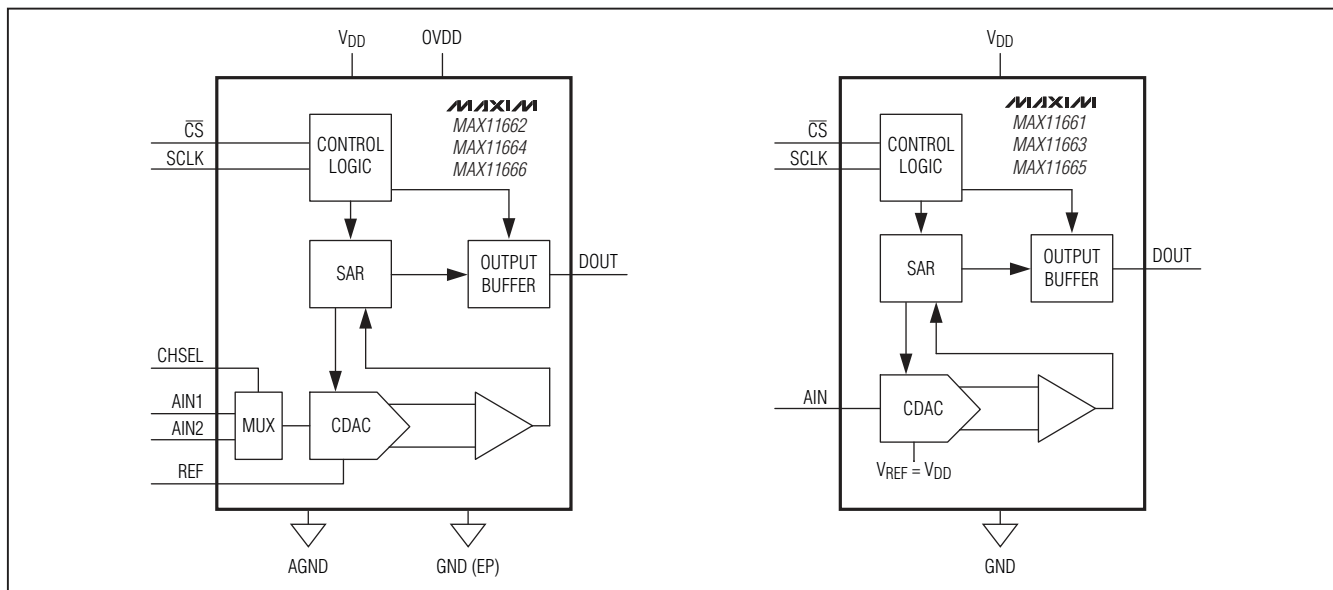 VDD OVDD
MAXIM
MAX11662
MAX11664
MAX11666
CS
SCLK
CONTROL
LOGIC
SAR
OUTPUT
BUFFER
DOUT
CHSEL
AIN1
AIN2
MUX
CDAC
REF
AGND
GND (EP)
VDD
MAXIM
MAX11661
MAX11663
MAX11665
CS
SCLK
CONTROL
LOGIC
SAR
OUTPUT
BUFFER
DOUT
AIN
CDAC
VREF = VDD
GND